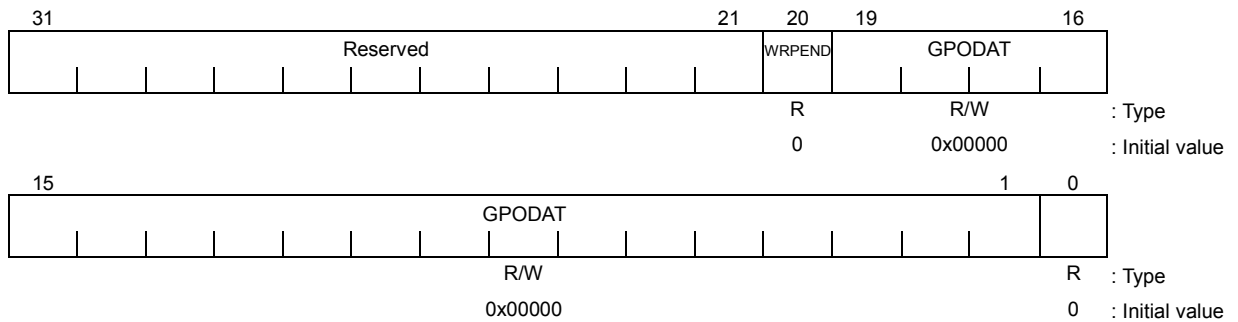 31 21 20 19 16
Reserved WRPEND GPODAT
R R/W : Type
0 0x00000 : Initial value
15 1 0
GPODAT
R/W R : Type
0x00000 0 : Initial value